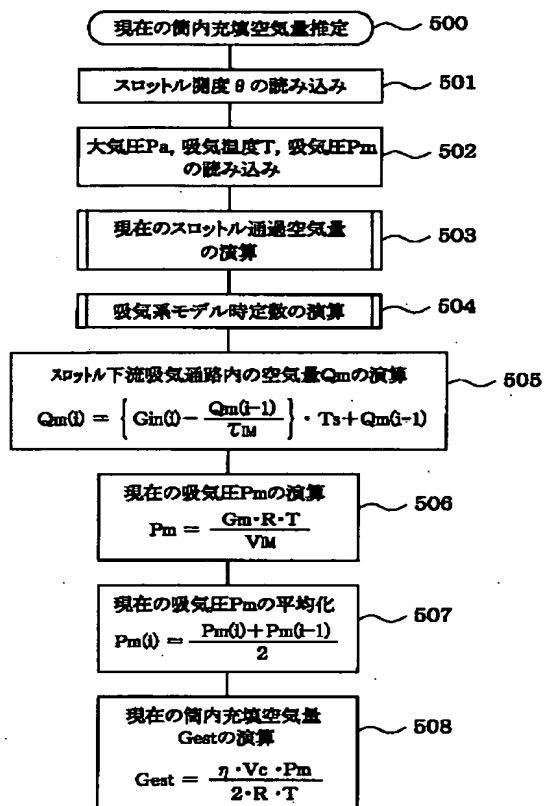 現在の筒内充填空気量推定
500
スロットル開度θの読み込み
501
大気圧Pa, 吸気温度T, 吸気圧Pm
の読み込み
502
現在のスロットル通過空気量
の演算
503
吸気系モデル時定数の演算
504
スロットル下流吸気通路内の空気量Qmの演算
Qm(i) = { Gin(i) − Qm(i-1) / τIM } · Ts + Qm(i-1)
505
現在の吸気圧Pmの演算
Pm = Gm·R·T / VIM
506
現在の吸気圧Pmの平均化
Pm(i) = Pm(i)+Pm(i-1) / 2
507
現在の筒内充填空気量
Gestの演算
Gest = η·Vc·Pm / 2·R·T
508